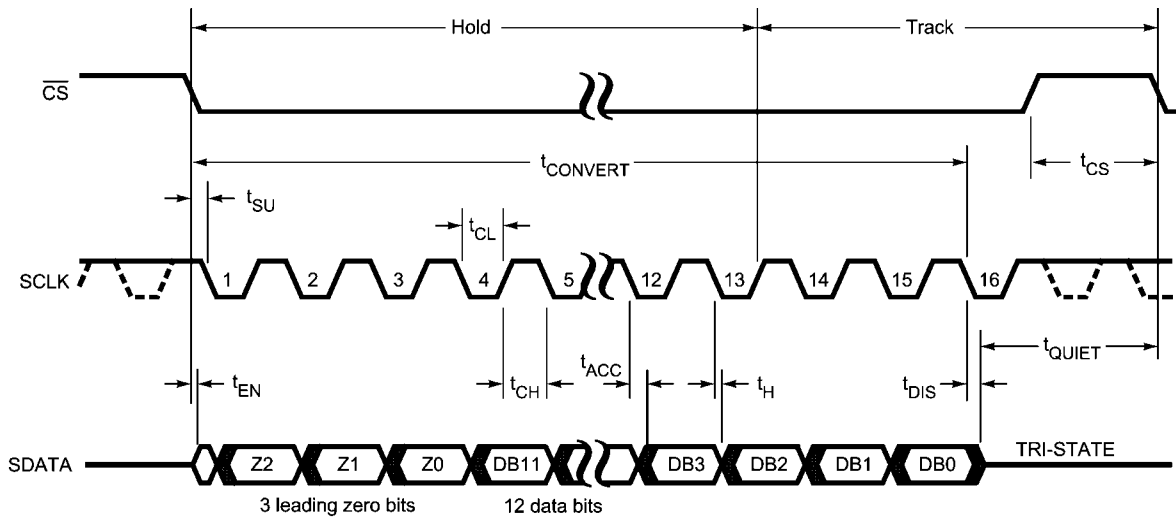 Hold Track
CS
tCONVERT tCS
tSU
tCL
SCLK 1 2 3 4 5 12 13 14 15 16
tQUIET
tEN tCH tACC tH tDIS
SDATA Z2 Z1 Z0 DB11 DB3 DB2 DB1 DB0 TRI-STATE
3 leading zero bits 12 data bits